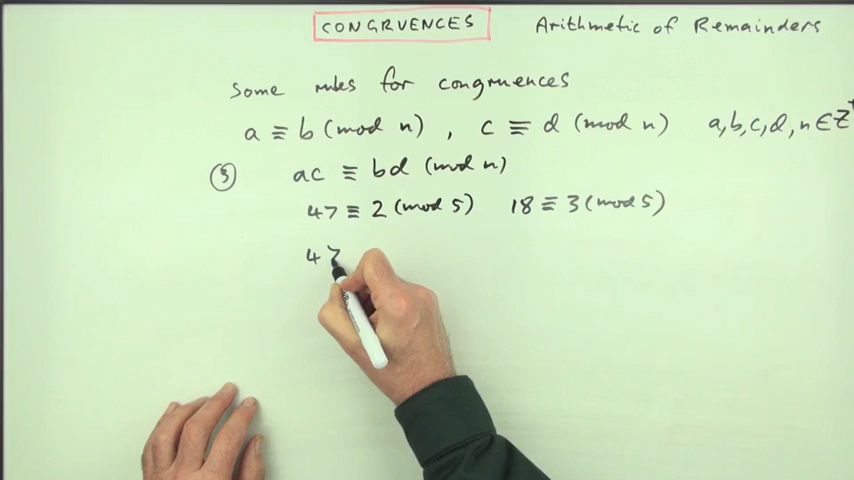 CONGRUENCES Arithmetic of Remainders
Some rules for congruences
a ≡ b (mod n) , c ≡ d (mod n) a,b,c,d,n ∈ Z⁺
③ ac ≡ bd (mod n)
47 ≡ 2 (mod 5) 18 ≡ 3 (mod 5)
47